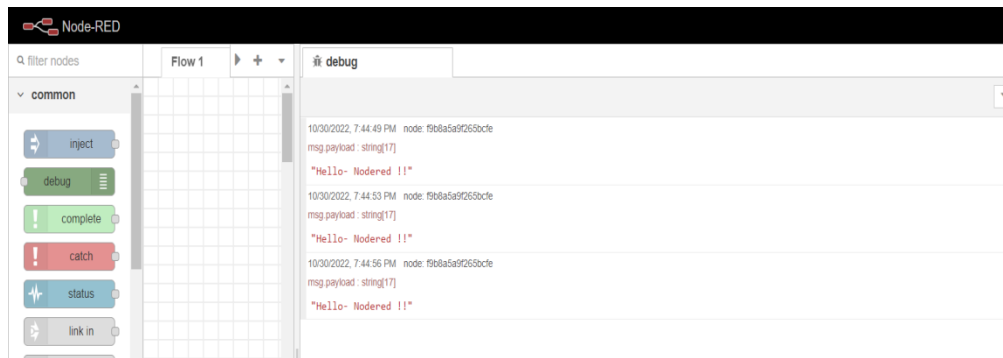 Node-RED
filter nodes
Flow 1
debug
common
inject
debug
complete
catch
status
link in
10/30/2022, 7:44:49 PM node: f9b8a5a9f265bcfe
msg.payload : string[17]
"Hello- Nodered !!"
10/30/2022, 7:44:53 PM node: f9b8a5a9f265bcfe
msg.payload : string[17]
"Hello- Nodered !!"
10/30/2022, 7:44:56 PM node: f9b8a5a9f265bcfe
msg.payload : string[17]
"Hello- Nodered !!"